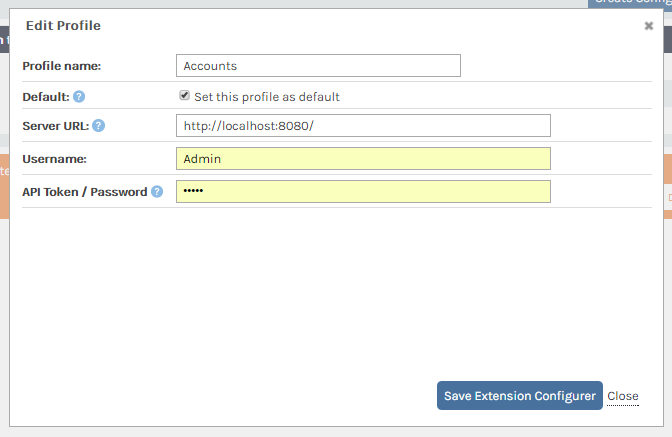 Edit Profile
Profile name: Accounts
Default: ? Set this profile as default
Server URL: ? http://localhost:8080/
Username: Admin
API Token / Password ? •••••
Save Extension Configurer Close